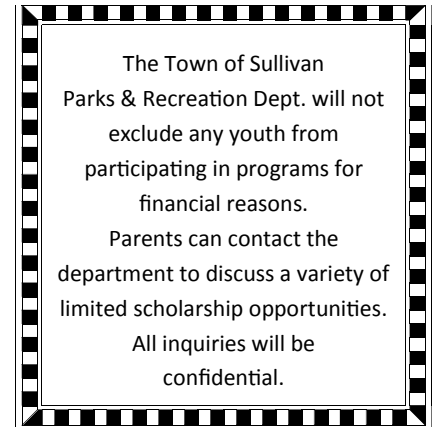 The Town of Sullivan
Parks & Recreation Dept. will not
exclude any youth from
participating in programs for
financial reasons.
Parents can contact the
department to discuss a variety of
limited scholarship opportunities.
All inquiries will be
confidential.